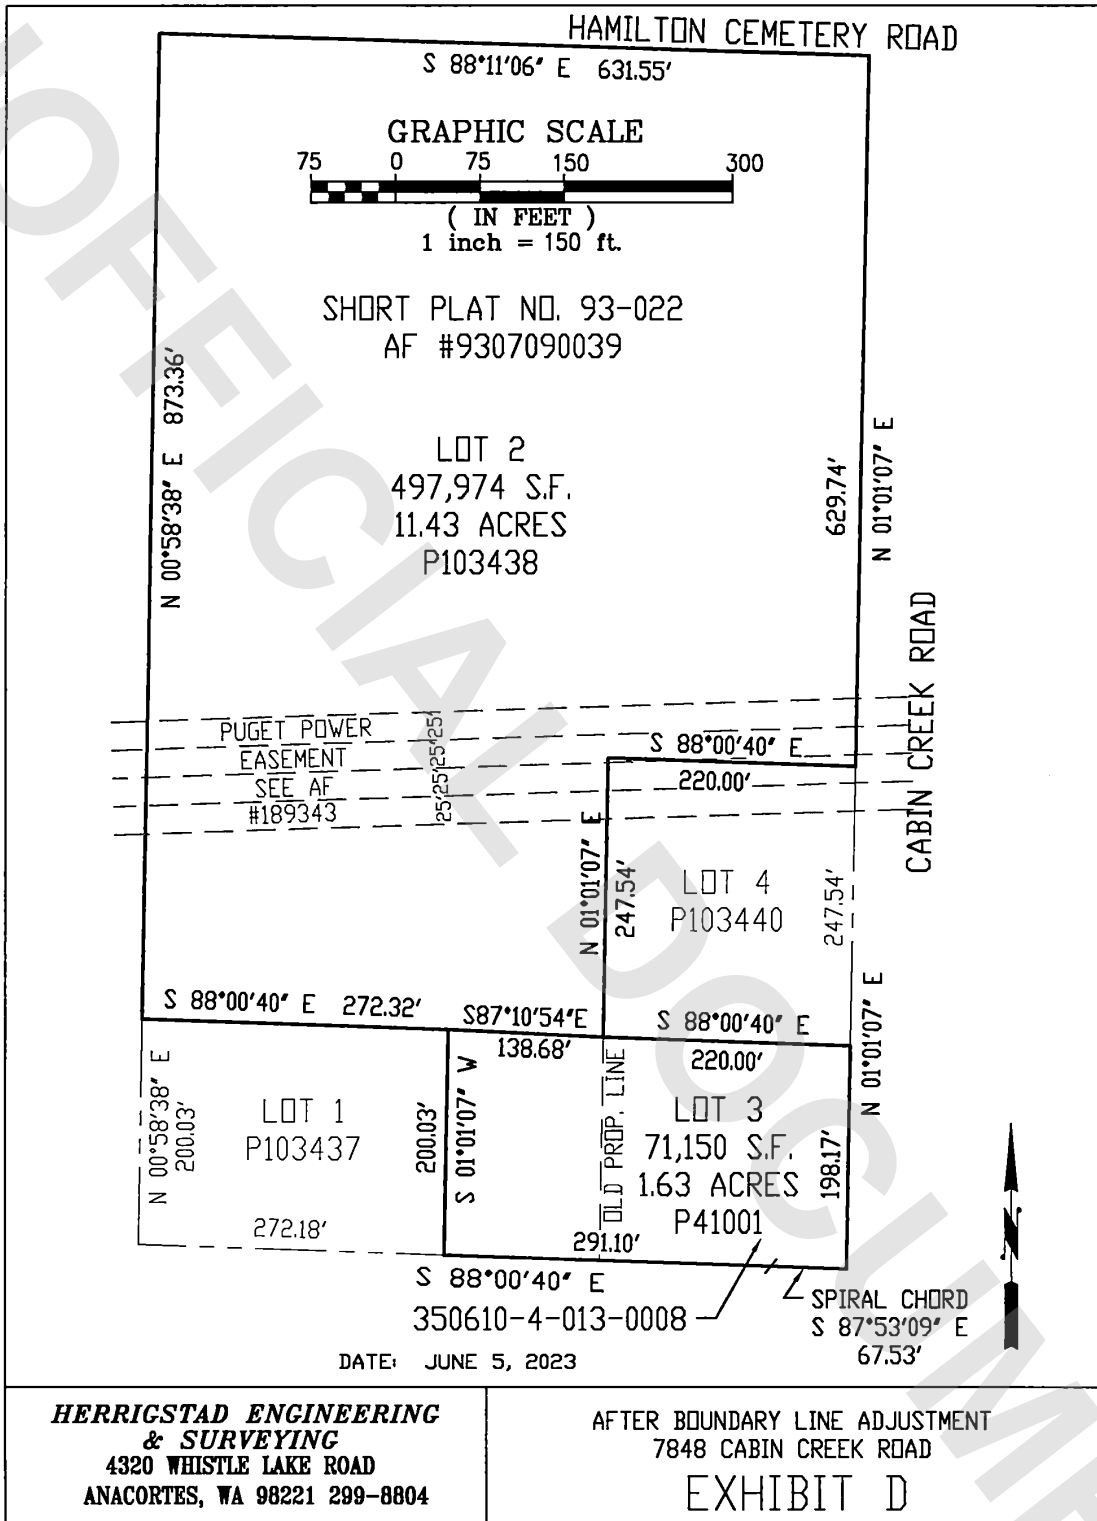 HAMILTON CEMETERY ROAD
S 88°11'06" E 631.55'
GRAPHIC SCALE
75 0 75 150 300
( IN FEET )
1 inch = 150 ft.
SHORT PLAT NO. 93-022
AF #9307090039
N 00°58'38" E 873.36'
LOT 2
497,974 S.F.
11.43 ACRES
P103438
629.74'
N 01°01'07" E
CABIN CREEK ROAD
PUGET POWER
EASEMENT
SEE AF
#189343
25' 25' 25' 25'
S 88°00'40" E
220.00'
N 01°01'07" E
247.54'
LOT 4
P103440
247.54'
N 01°01'07" E
S 88°00'40" E 272.32'
S87°10'54"E
138.68'
S 88°00'40" E
220.00'
N 00°58'38" E
200.03'
LOT 1
P103437
272.18'
200.03'
S 01°01'07" W
OLD PROP. LINE
LOT 3
71,150 S.F.
1.63 ACRES
P41001
198.17'
291.10'
S 88°00'40" E
350610-4-013-0008
SPIRAL CHORD
S 87°53'09" E
67.53'
N
DATE: JUNE 5, 2023
HERRIGSTAD ENGINEERING
& SURVEYING
4320 WHISTLE LAKE ROAD
ANACORTES, WA 98221 299-8804
AFTER BOUNDARY LINE ADJUSTMENT
7848 CABIN CREEK ROAD
EXHIBIT D
OFFICIAL DOCUME